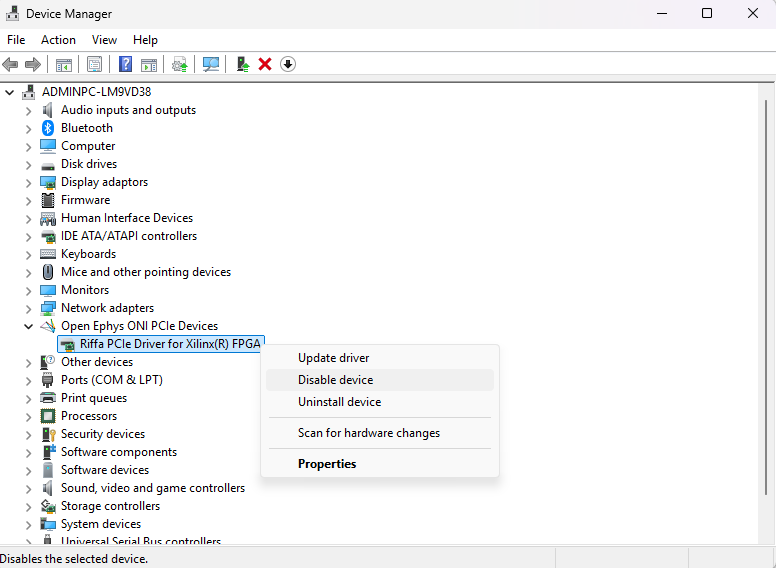 Device Manager
File Action View Help
ADMINPC-LM9VD38
Audio inputs and outputs
Bluetooth
Computer
Disk drives
Display adaptors
Firmware
Human Interface Devices
IDE ATA/ATAPI controllers
Keyboards
Mice and other pointing devices
Monitors
Network adapters
Open Ephys ONI PCIe Devices
Riffa PCIe Driver for Xilinx(R) FPGA
Other devices
Ports (COM & LPT)
Print queues
Processors
Security devices
Software components
Software devices
Sound, video and game controllers
Storage controllers
System devices
Universal Serial Bus controllers
Update driver
Disable device
Uninstall device
Scan for hardware changes
Properties
Disables the selected device.